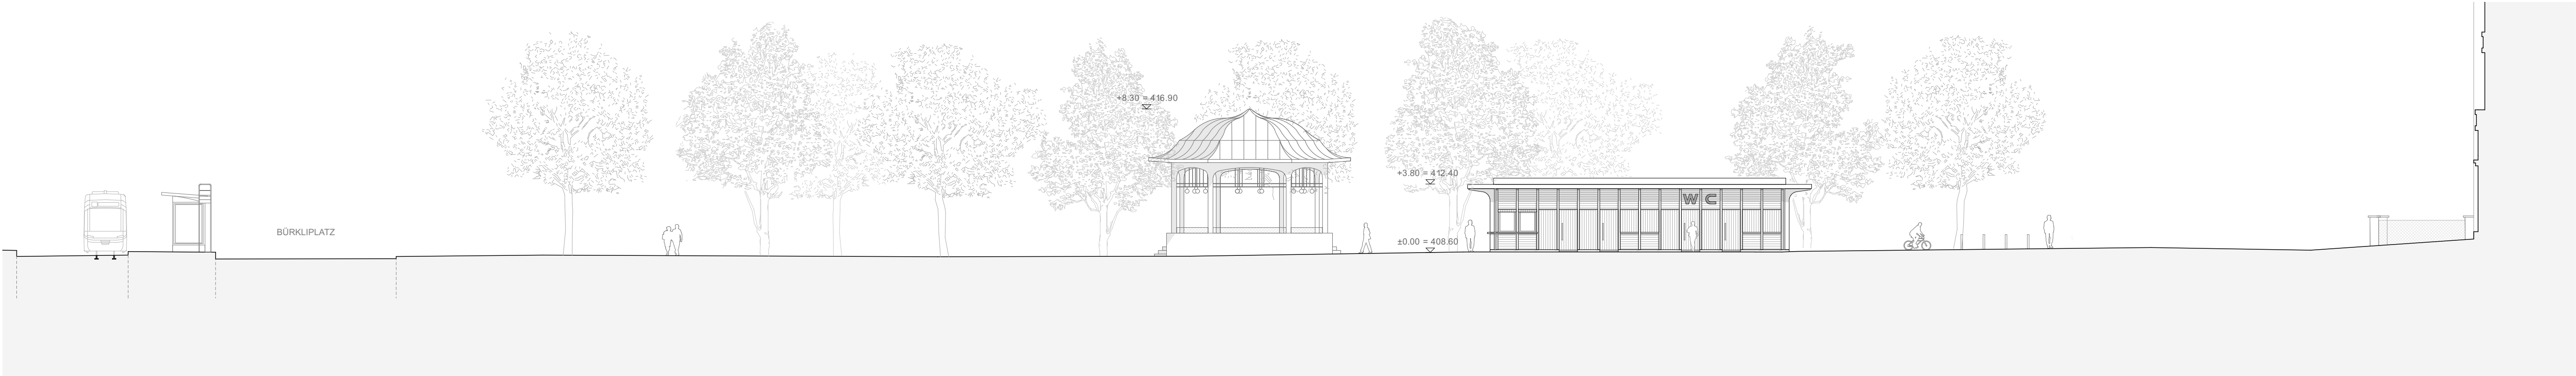 +8.30 = 416.90
+3.80 = 412.40
WC
BÜRKLIPLATZ
±0.00 = 408.60